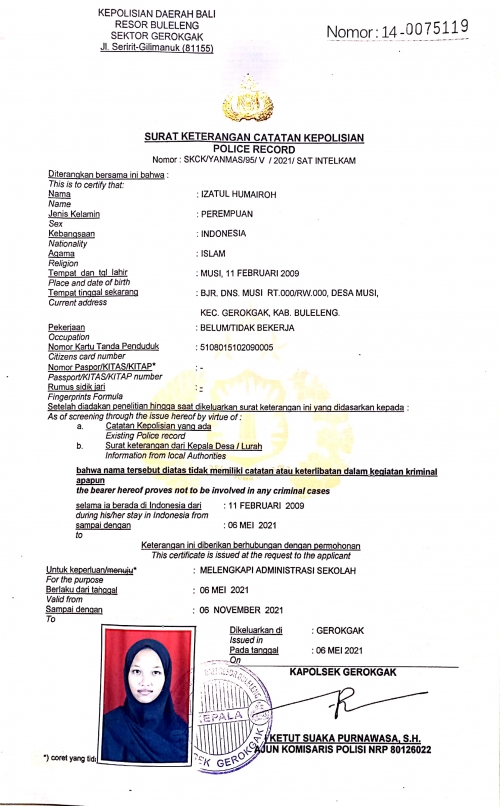 KEPOLISIAN DAERAH BALI
RESOR BULELENG
SEKTOR GEROKGAK
Jl. Seririt-Gilimanuk (81155)
Nomor: 14-0075119
SURAT KETERANGAN CATATAN KEPOLISIAN
POLICE RECORD
Nomor : SKCK/YANMAS/95/ V / 2021/ SAT INTELKAM
Diterangkan bersama ini bahwa :
This is to certify that:
Nama : IZATUL HUMAIROH
Name
Jenis Kelamin : PEREMPUAN
Sex
Kebangsaan : INDONESIA
Nationality
Agama : ISLAM
Religion
Tempat dan tgl lahir : MUSI, 11 FEBRUARI 2009
Place and date of birth
Tempat tinggal sekarang : BJR. DNS. MUSI RT.000/RW.000, DESA MUSI,
Current address
KEC. GEROKGAK, KAB. BULELENG.
Pekerjaan : BELUM/TIDAK BEKERJA
Occupation
Nomor Kartu Tanda Penduduk : 5108015102090005
Citizens card number
Nomor Paspor/KITAS/KITAP* : -
Passport/KITAS/KITAP number
Rumus sidik jari : -
Fingerprints Formula
Setelah diadakan penelitian hingga saat dikeluarkan surat keterangan ini yang didasarkan kepada :
As of screening through the issue hereof by virtue of :
a. Catatan Kepolisian yang ada
Existing Police record
b. Surat keterangan dari Kepala Desa / Lurah
Information from local Authorities
bahwa nama tersebut diatas tidak memiliki catatan atau keterlibatan dalam kegiatan kriminal
apapun
the bearer hereof proves not to be involved in any criminal cases
selama ia berada di Indonesia dari : 11 FEBRUARI 2009
during his/her stay in Indonesia from
sampai dengan : 06 MEI 2021
to
Keterangan ini diberikan berhubungan dengan permohonan
This certificate is issued at the request to the applicant
Untuk keperluan/menuju* : MELENGKAPI ADMINISTRASI SEKOLAH
For the purpose
Berlaku dari tanggal : 06 MEI 2021
Valid from
Sampai dengan : 06 NOVEMBER 2021
To
Dikeluarkan di : GEROKGAK
Issued in
Pada tanggal : 06 MEI 2021
On
KAPOLSEK GEROKGAK
KEPALA
SEK GEROKGAK
KETUT SUAKA PURNAWASA, S.H.
AJUN KOMISARIS POLISI NRP 80126022
*) coret yang tida